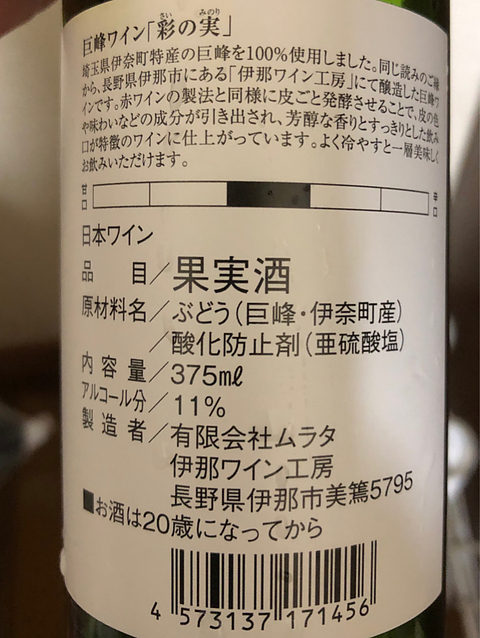 巨峰ワイン「彩の実」
さい みのり
埼玉県伊奈町特産の巨峰を100%使用しました。同じ読みのご縁
から、長野県伊那市にある「伊那ワイン工房」にて醸造した巨峰ワ
インです。赤ワインの製法と同様に皮ごと発酵させることで、皮の色
や味わいなどの成分が引き出され、芳醇な香りとすっきりとした飲み
口が特徴のワインに仕上がっています。よく冷やすと一層美味しく
お飲みいただけます。
甘口 辛口
日本ワイン
品 目／果実酒
原材料名／ぶどう（巨峰・伊奈町産）
／酸化防止剤（亜硫酸塩）
内容量／375mℓ
アルコール分／11%
製造者／有限会社ムラタ
伊那ワイン工房
長野県伊那市美篶5795
■お酒は20歳になってから
4 573137 171456